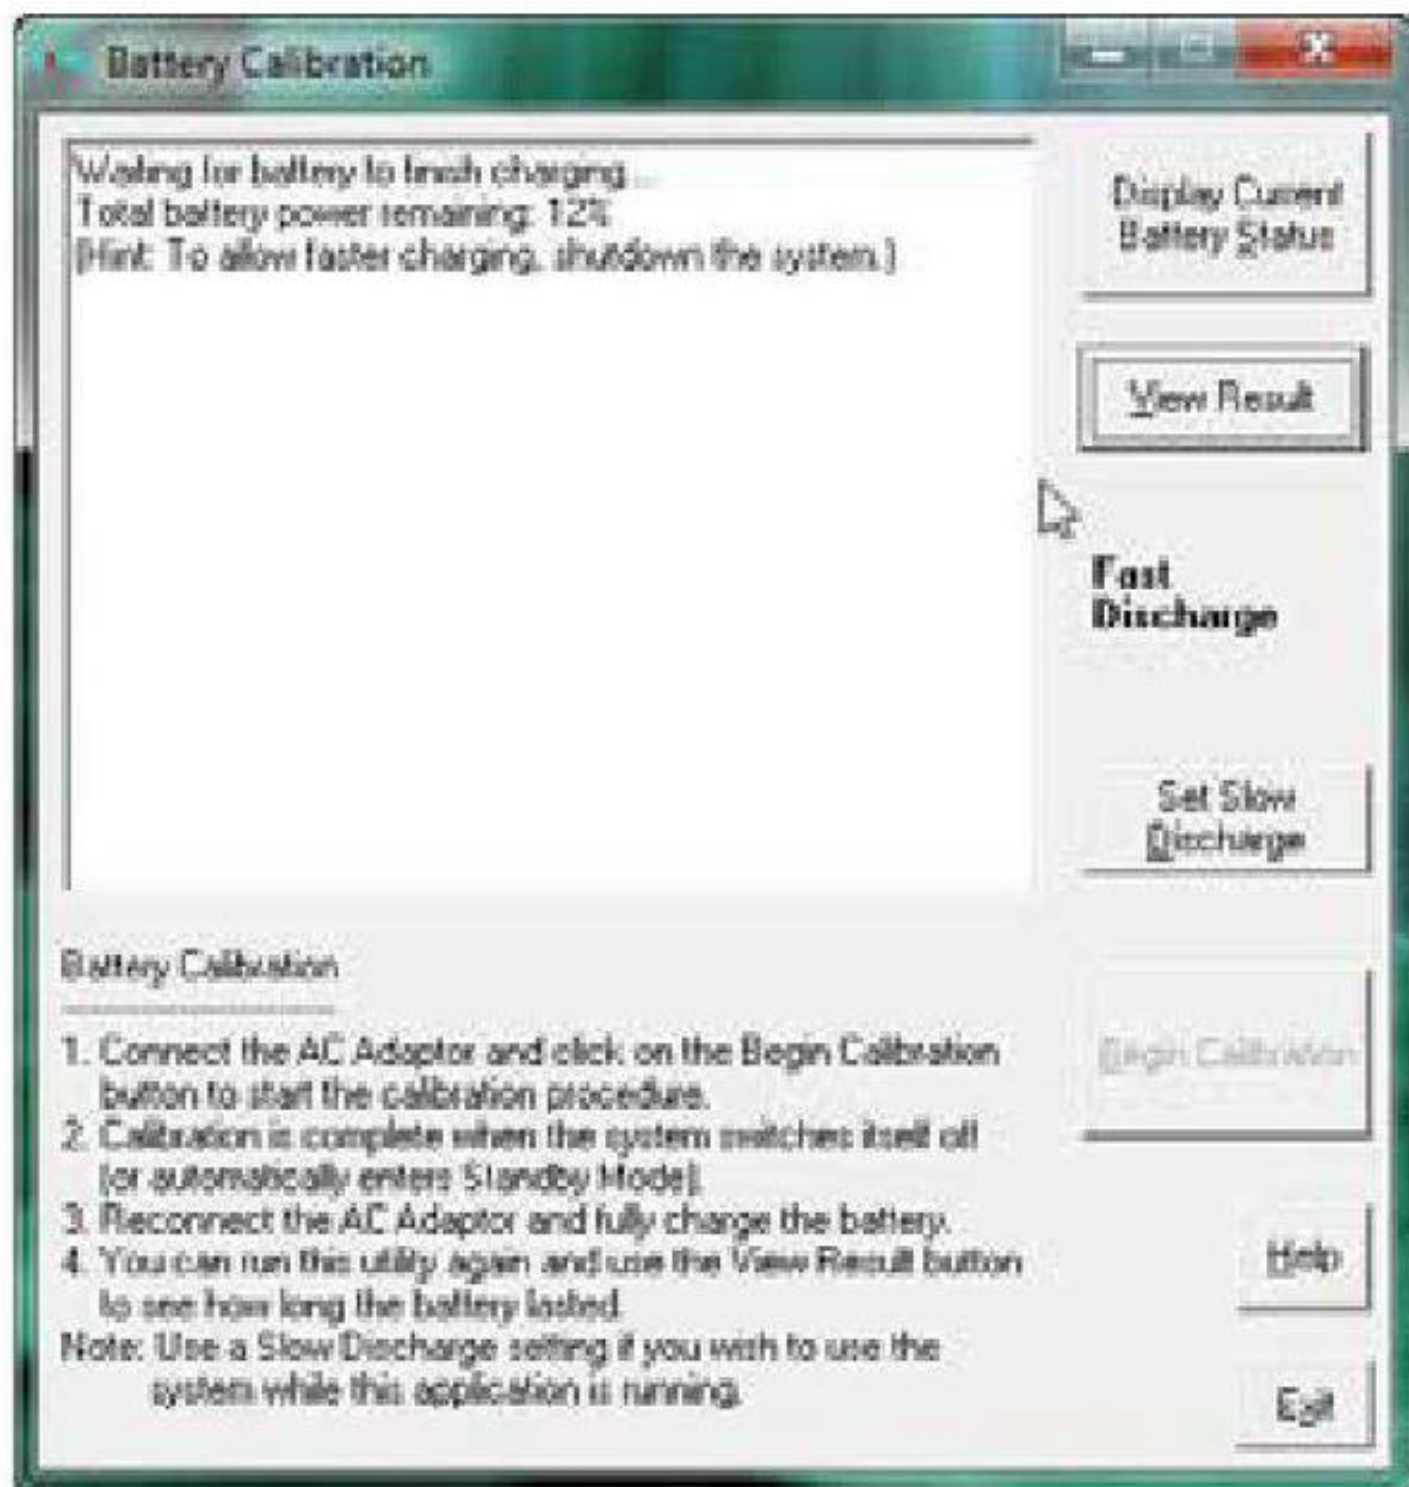 Battery Calibration
Waiting for battery to finish charging...
Total battery power remaining: 12%
(Hint: To allow faster charging, shutdown the system.)
Display Current
Battery Status
View Result
Fast
Discharge
Set Slow
Discharge
Battery Calibration
--------------------
1. Connect the AC Adaptor and click on the Begin Calibration
button to start the calibration procedure.
2. Calibration is complete when the system switches itself off
(or automatically enters Standby Mode).
3. Reconnect the AC Adaptor and fully charge the battery.
4. You can run this utility again and use the View Result button
to see how long the battery lasted.
Note: Use a Slow Discharge setting if you wish to use the
system while this application is running.
Begin Calibration
Help
Exit